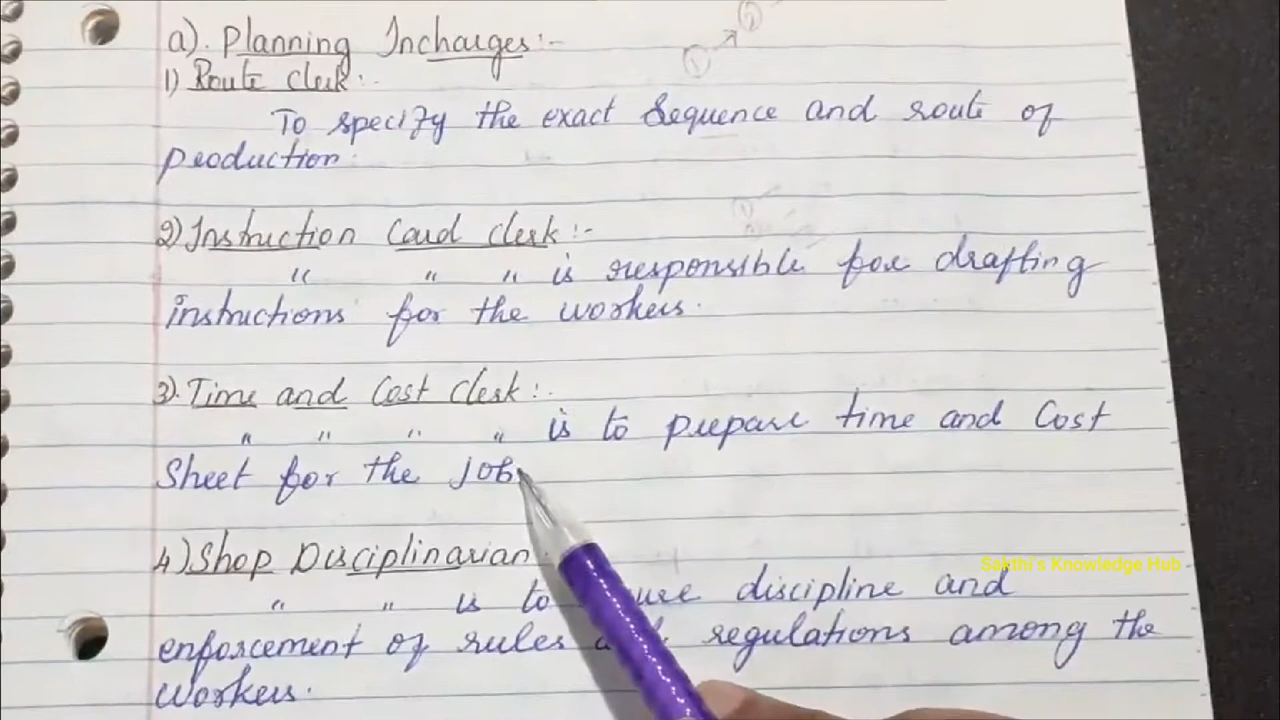 ① → ②
a). Planning Incharges:-
1) Route clerk:-
To specify the exact sequence and route of
production.
2) Instruction Card clerk:-
" " " is responsible for drafting
instructions for the workers.
3). Time and Cost Clerk:-
" " " " is to prepare time and Cost
Sheet for the job
4) Shop Disciplinarian
Sakthi's Knowledge Hub
" " is to discipline and
enforcement of rules regulations among the
workers.